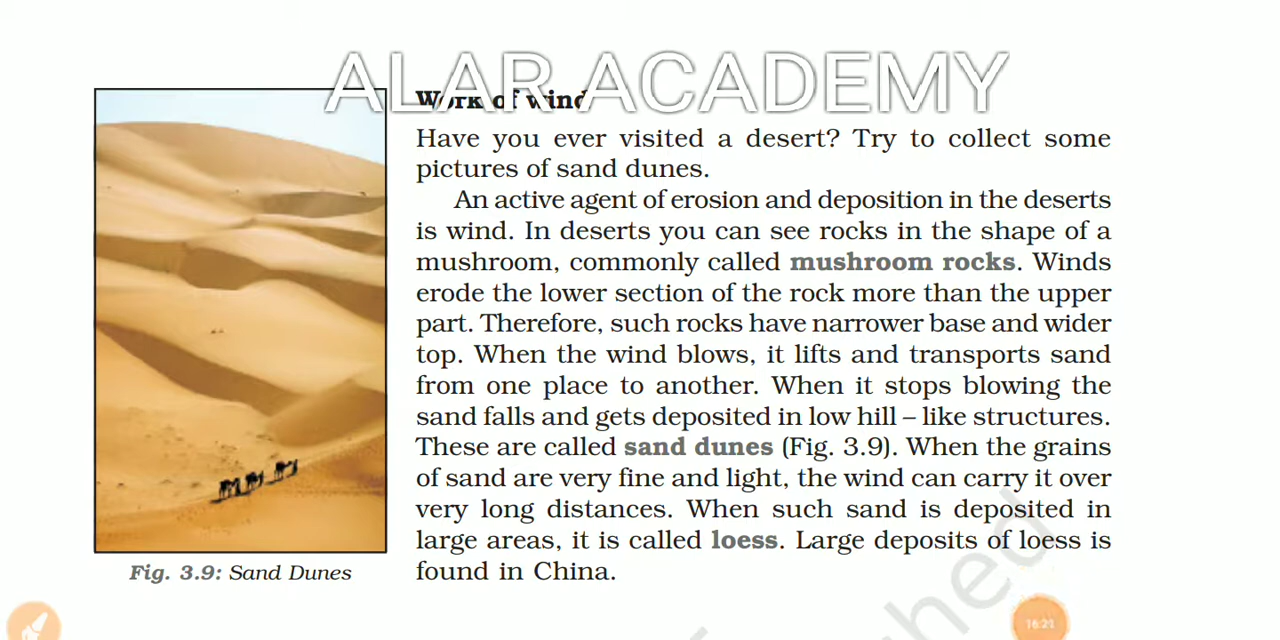 ALAR ACADEMY
Work of wind
Have you ever visited a desert? Try to collect some
pictures of sand dunes.
An active agent of erosion and deposition in the deserts
is wind. In deserts you can see rocks in the shape of a
mushroom, commonly called mushroom rocks. Winds
erode the lower section of the rock more than the upper
part. Therefore, such rocks have narrower base and wider
top. When the wind blows, it lifts and transports sand
from one place to another. When it stops blowing the
sand falls and gets deposited in low hill – like structures.
These are called sand dunes (Fig. 3.9). When the grains
of sand are very fine and light, the wind can carry it over
very long distances. When such sand is deposited in
large areas, it is called loess. Large deposits of loess is
found in China.
Fig. 3.9: Sand Dunes
16:21